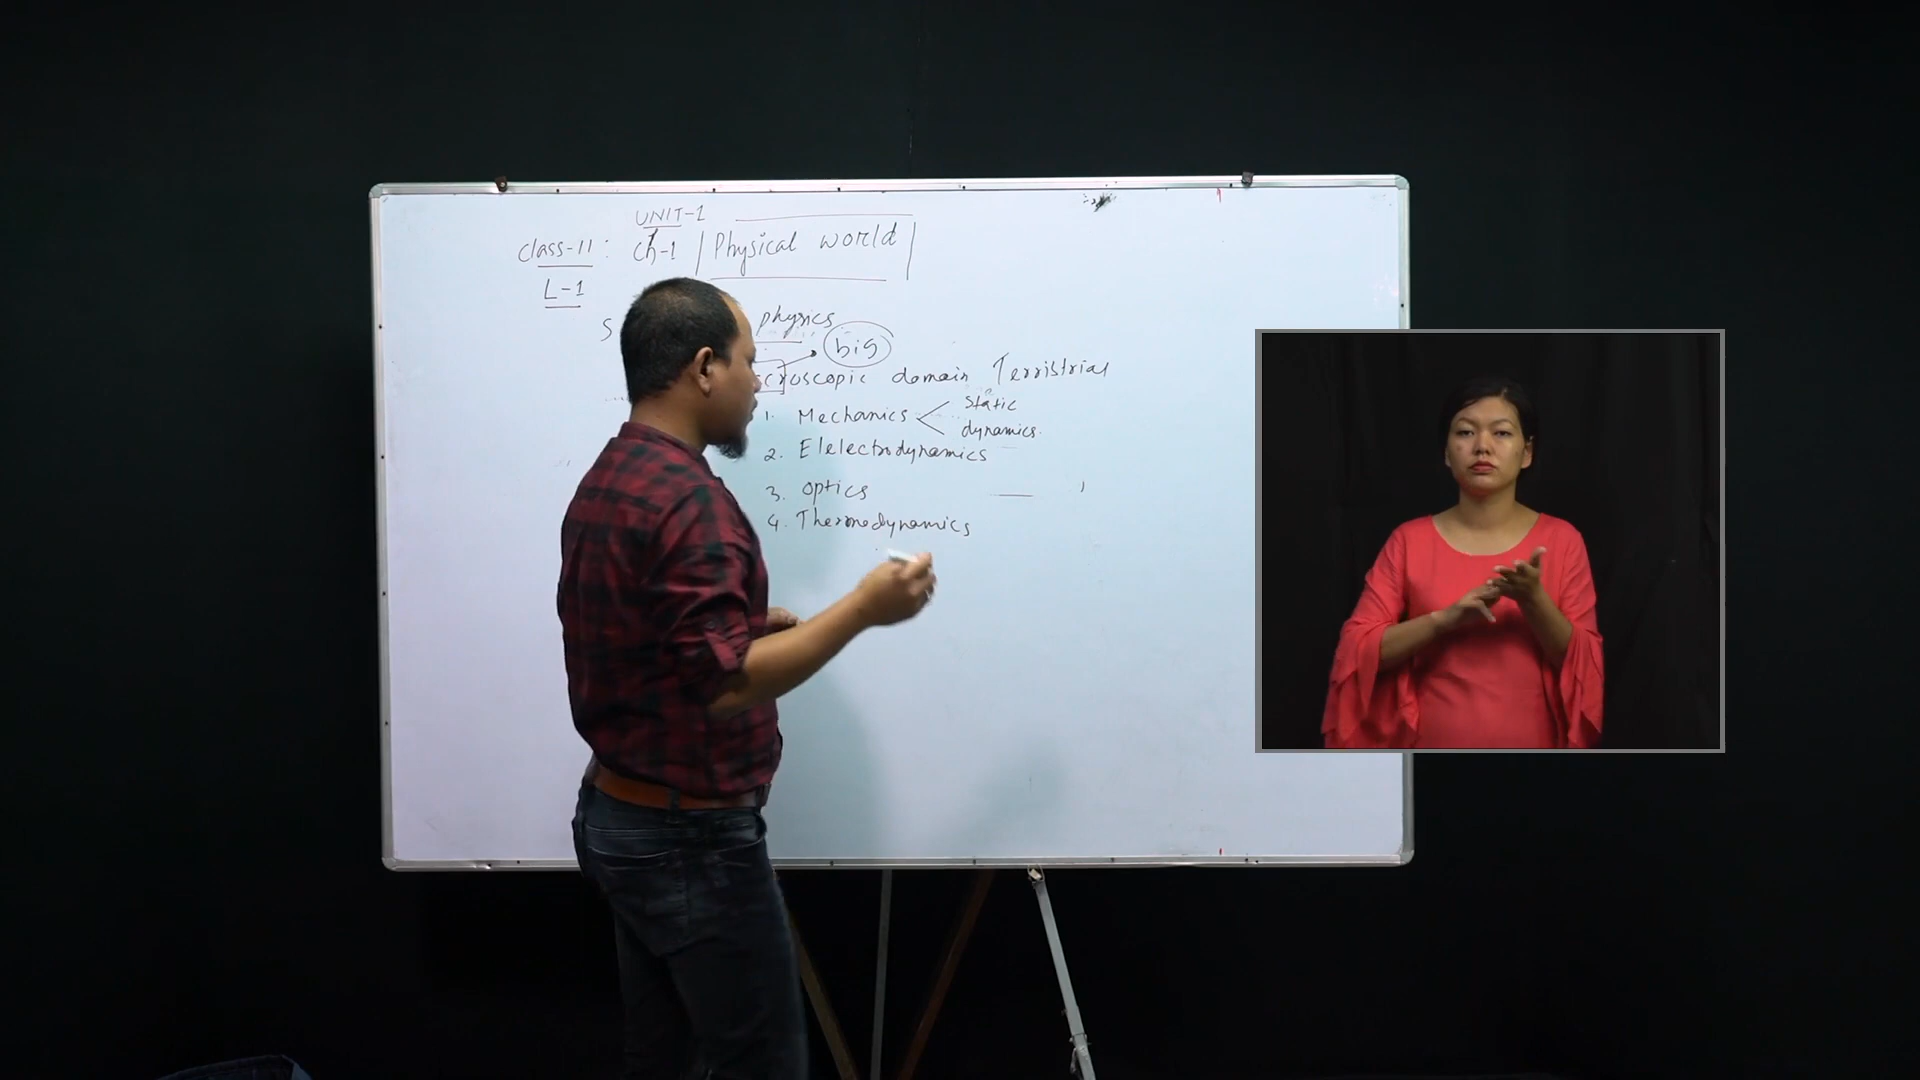 UNIT-1
Class-11: Ch-1 | Physical world |
L-1
S physics
big
croscopic domain Terristrial
1. Mechanics < Static
dynamics.
2. Elelectrodynamics
3. Optics
4. Thermodynamics